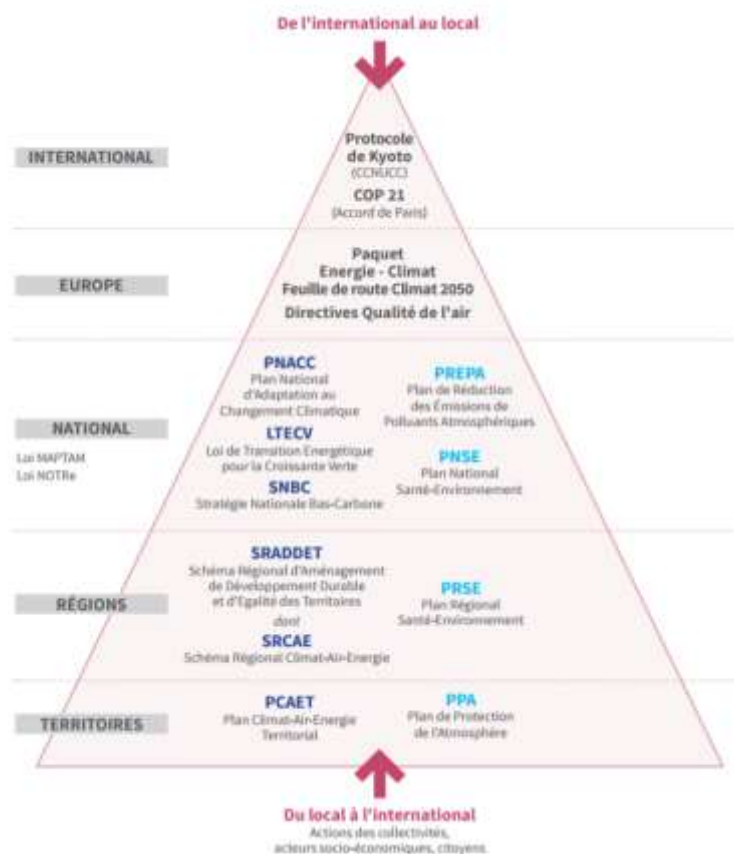 De l'international au local
INTERNATIONAL
Protocole
de Kyoto
(CCNUCC)
COP 21
(Accord de Paris)
EUROPE
Paquet
Energie - Climat
Feuille de route Climat 2050
Directives Qualité de l'air
NATIONAL
Loi MAPTAM
Loi NOTRe
PNACC
Plan National
d'Adaptation au
Changement Climatique
LTECV
Loi de Transition Energétique
pour la Croissante Verte
SNBC
Stratégie Nationale Bas-Carbone
PREPA
Plan de Réduction
des Émissions de
Polluants Atmosphériques
PNSE
Plan National
Santé-Environnement
RÉGIONS
SRADDET
Schéma Régional d'Aménagement
de Développement Durable
et d'Egalité des Territoires
dont
SRCAE
Schéma Régional Climat-Air-Energie
PRSE
Plan Régional
Santé-Environnement
TERRITOIRES
PCAET
Plan Climat-Air-Energie
Territorial
PPA
Plan de Protection
de l'Atmosphère
Du local à l'international
Actions des collectivités,
acteurs socio-économiques, citoyens